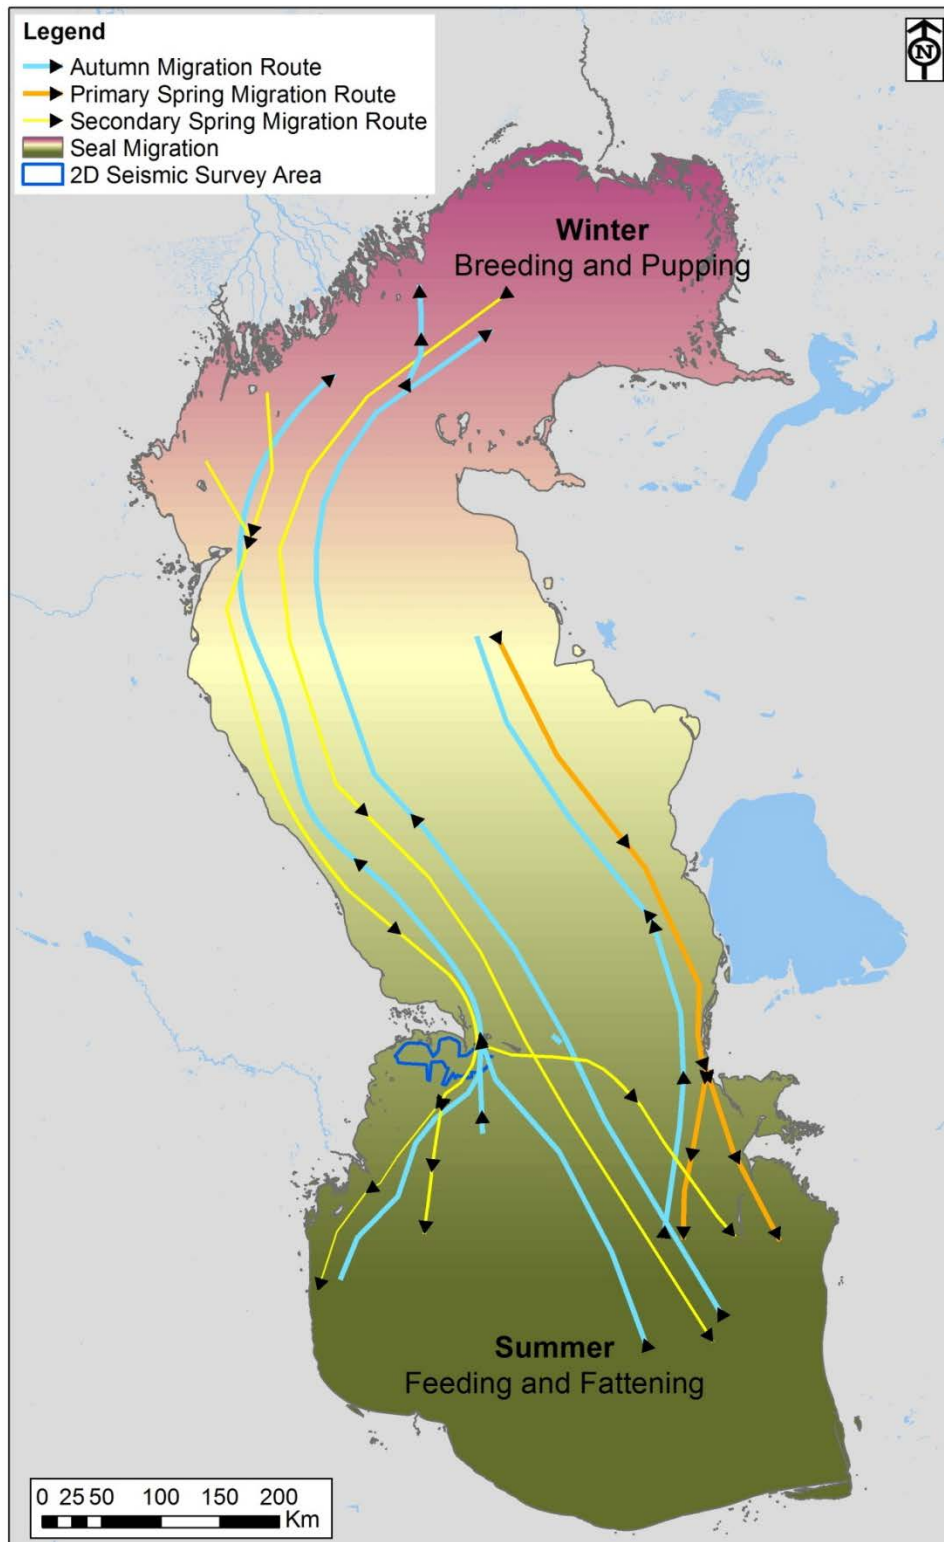 Legend
Autumn Migration Route
Primary Spring Migration Route
Secondary Spring Migration Route
Seal Migration
2D Seismic Survey Area
N
Winter
Breeding and Pupping
Summer
Feeding and Fattening
0 25 50 100 150 200
Km